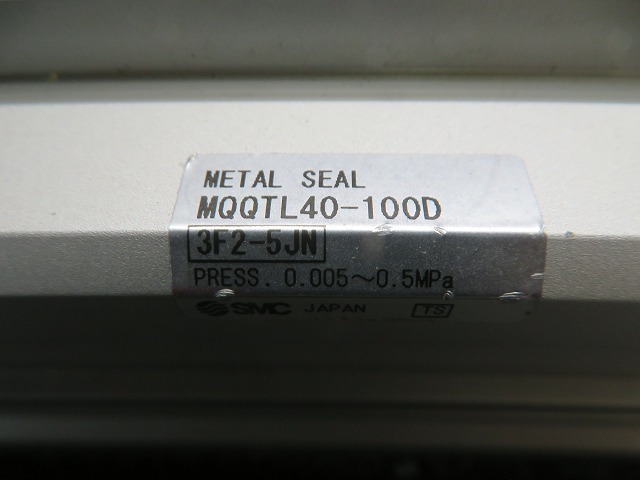 METAL SEAL
MQQTL40-100D
3F2-5JN
PRESS. 0.005～0.5MPa
SMC JAPAN TS